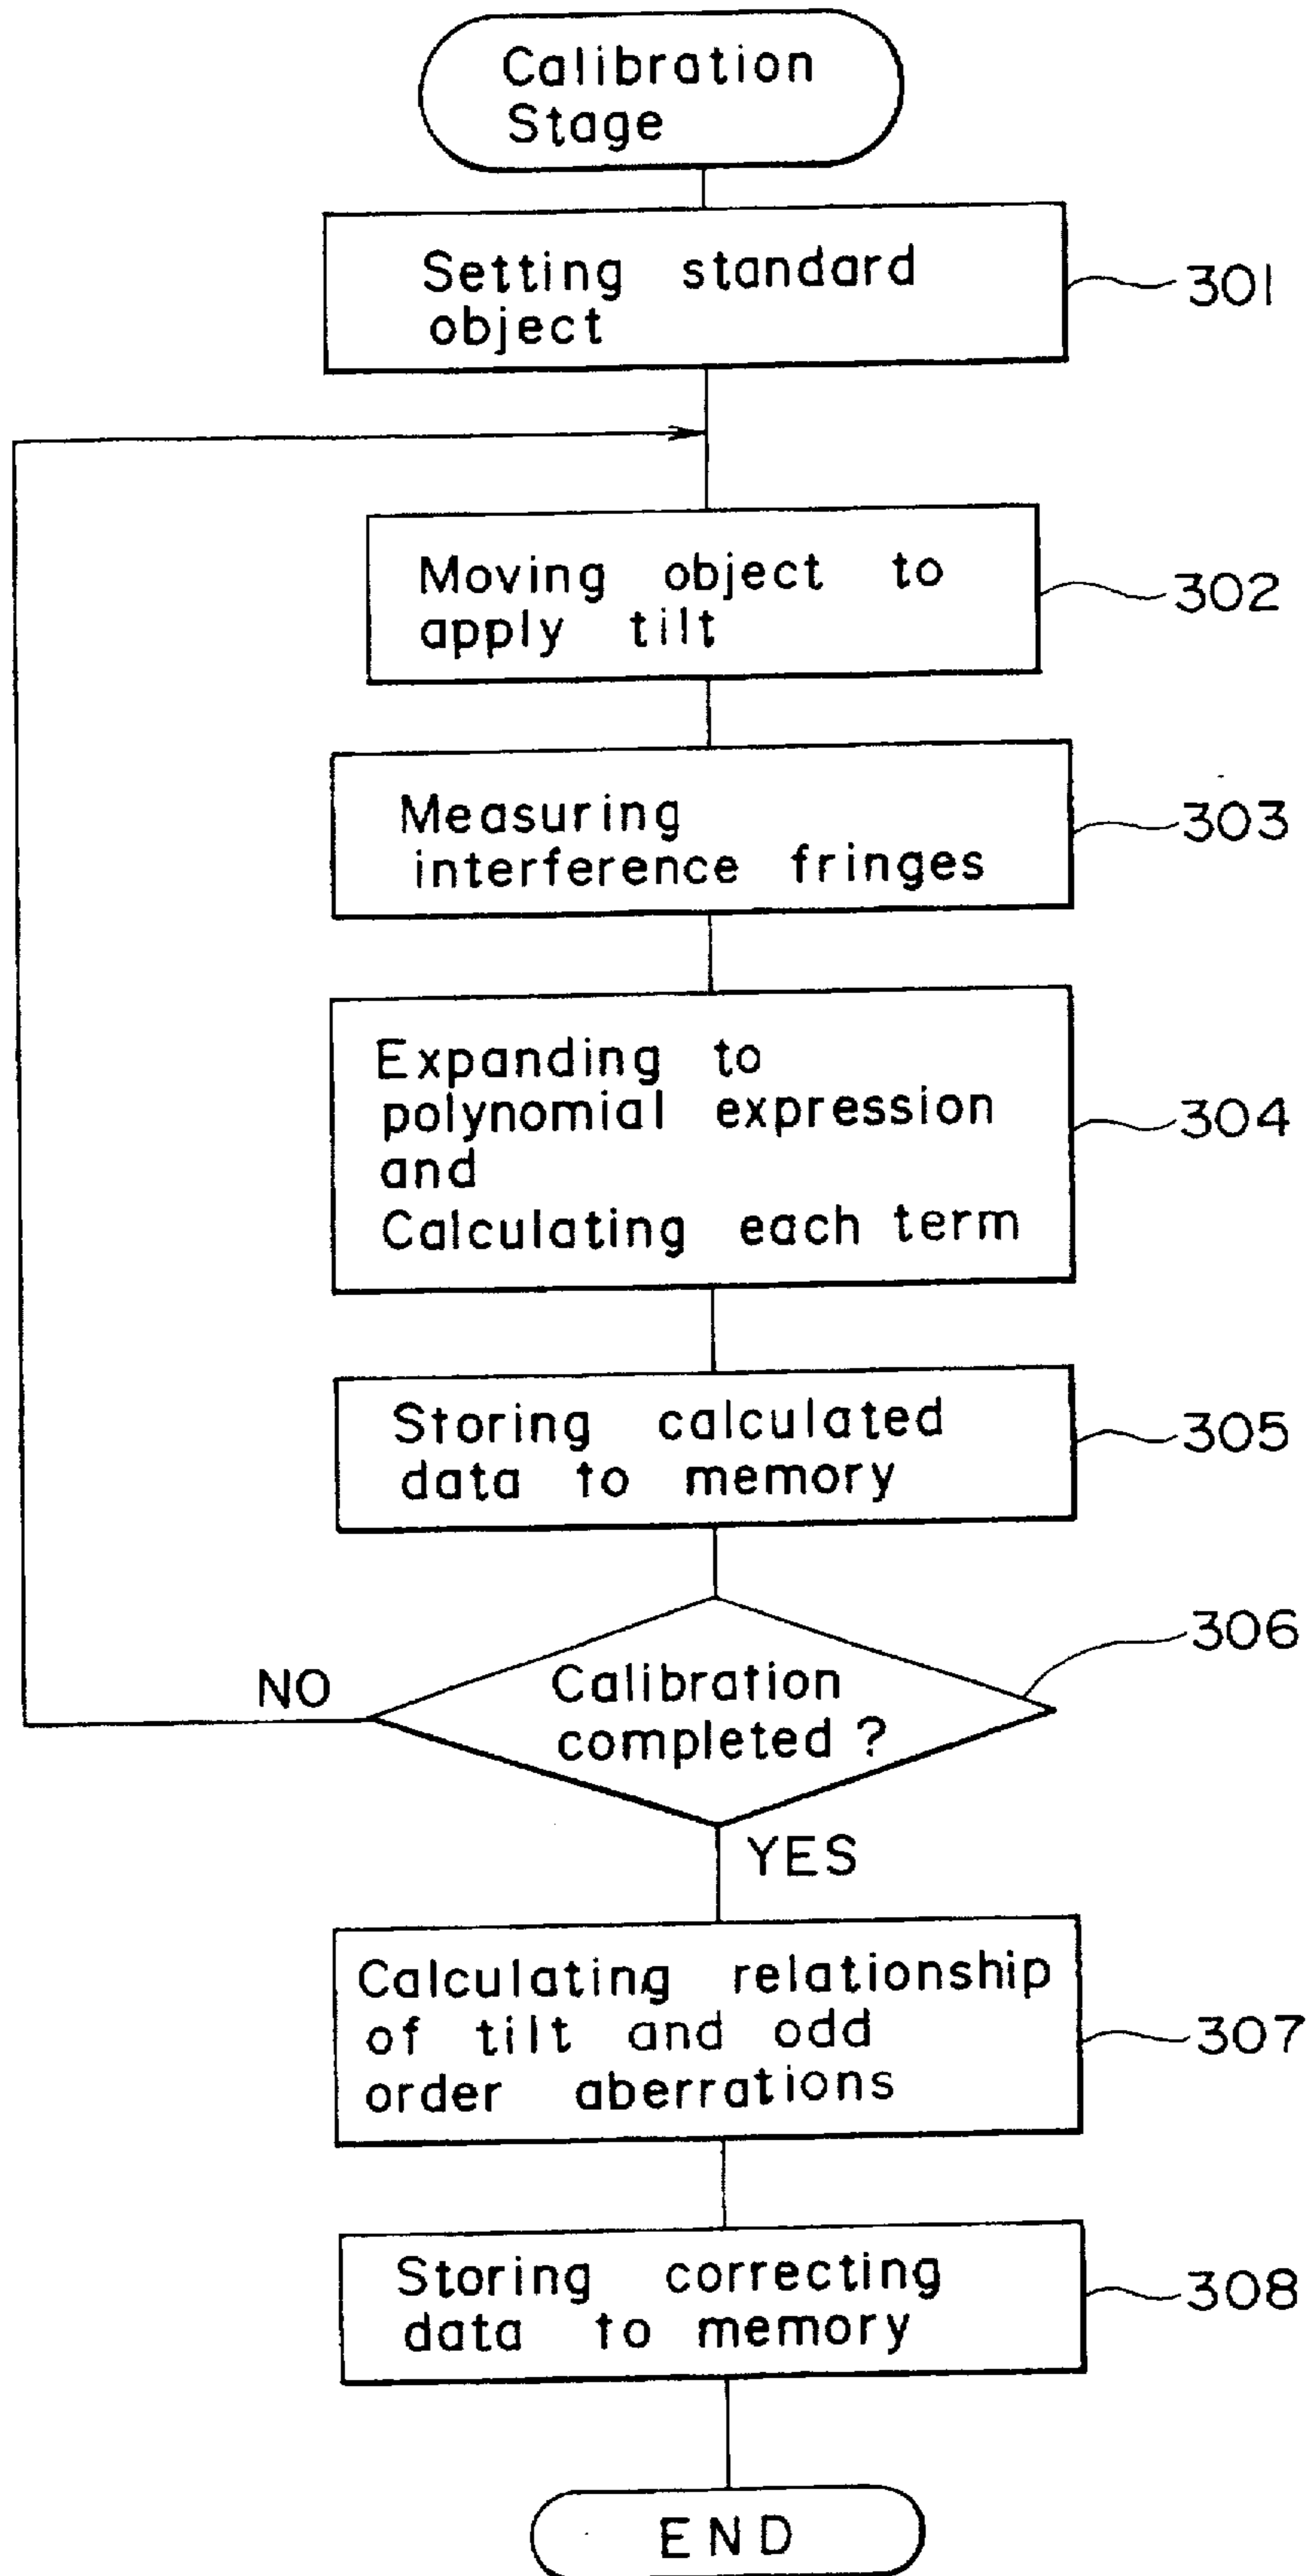 Calibration
Stage
Setting standard
object
301
Moving object to
apply tilt
302
Measuring
interference fringes
303
Expanding to
polynomial expression
and
Calculating each term
304
Storing calculated
data to memory
305
306
NO
Calibration
completed ?
YES
Calculating relationship
of tilt and odd
order aberrations
307
Storing correcting
data to memory
308
END